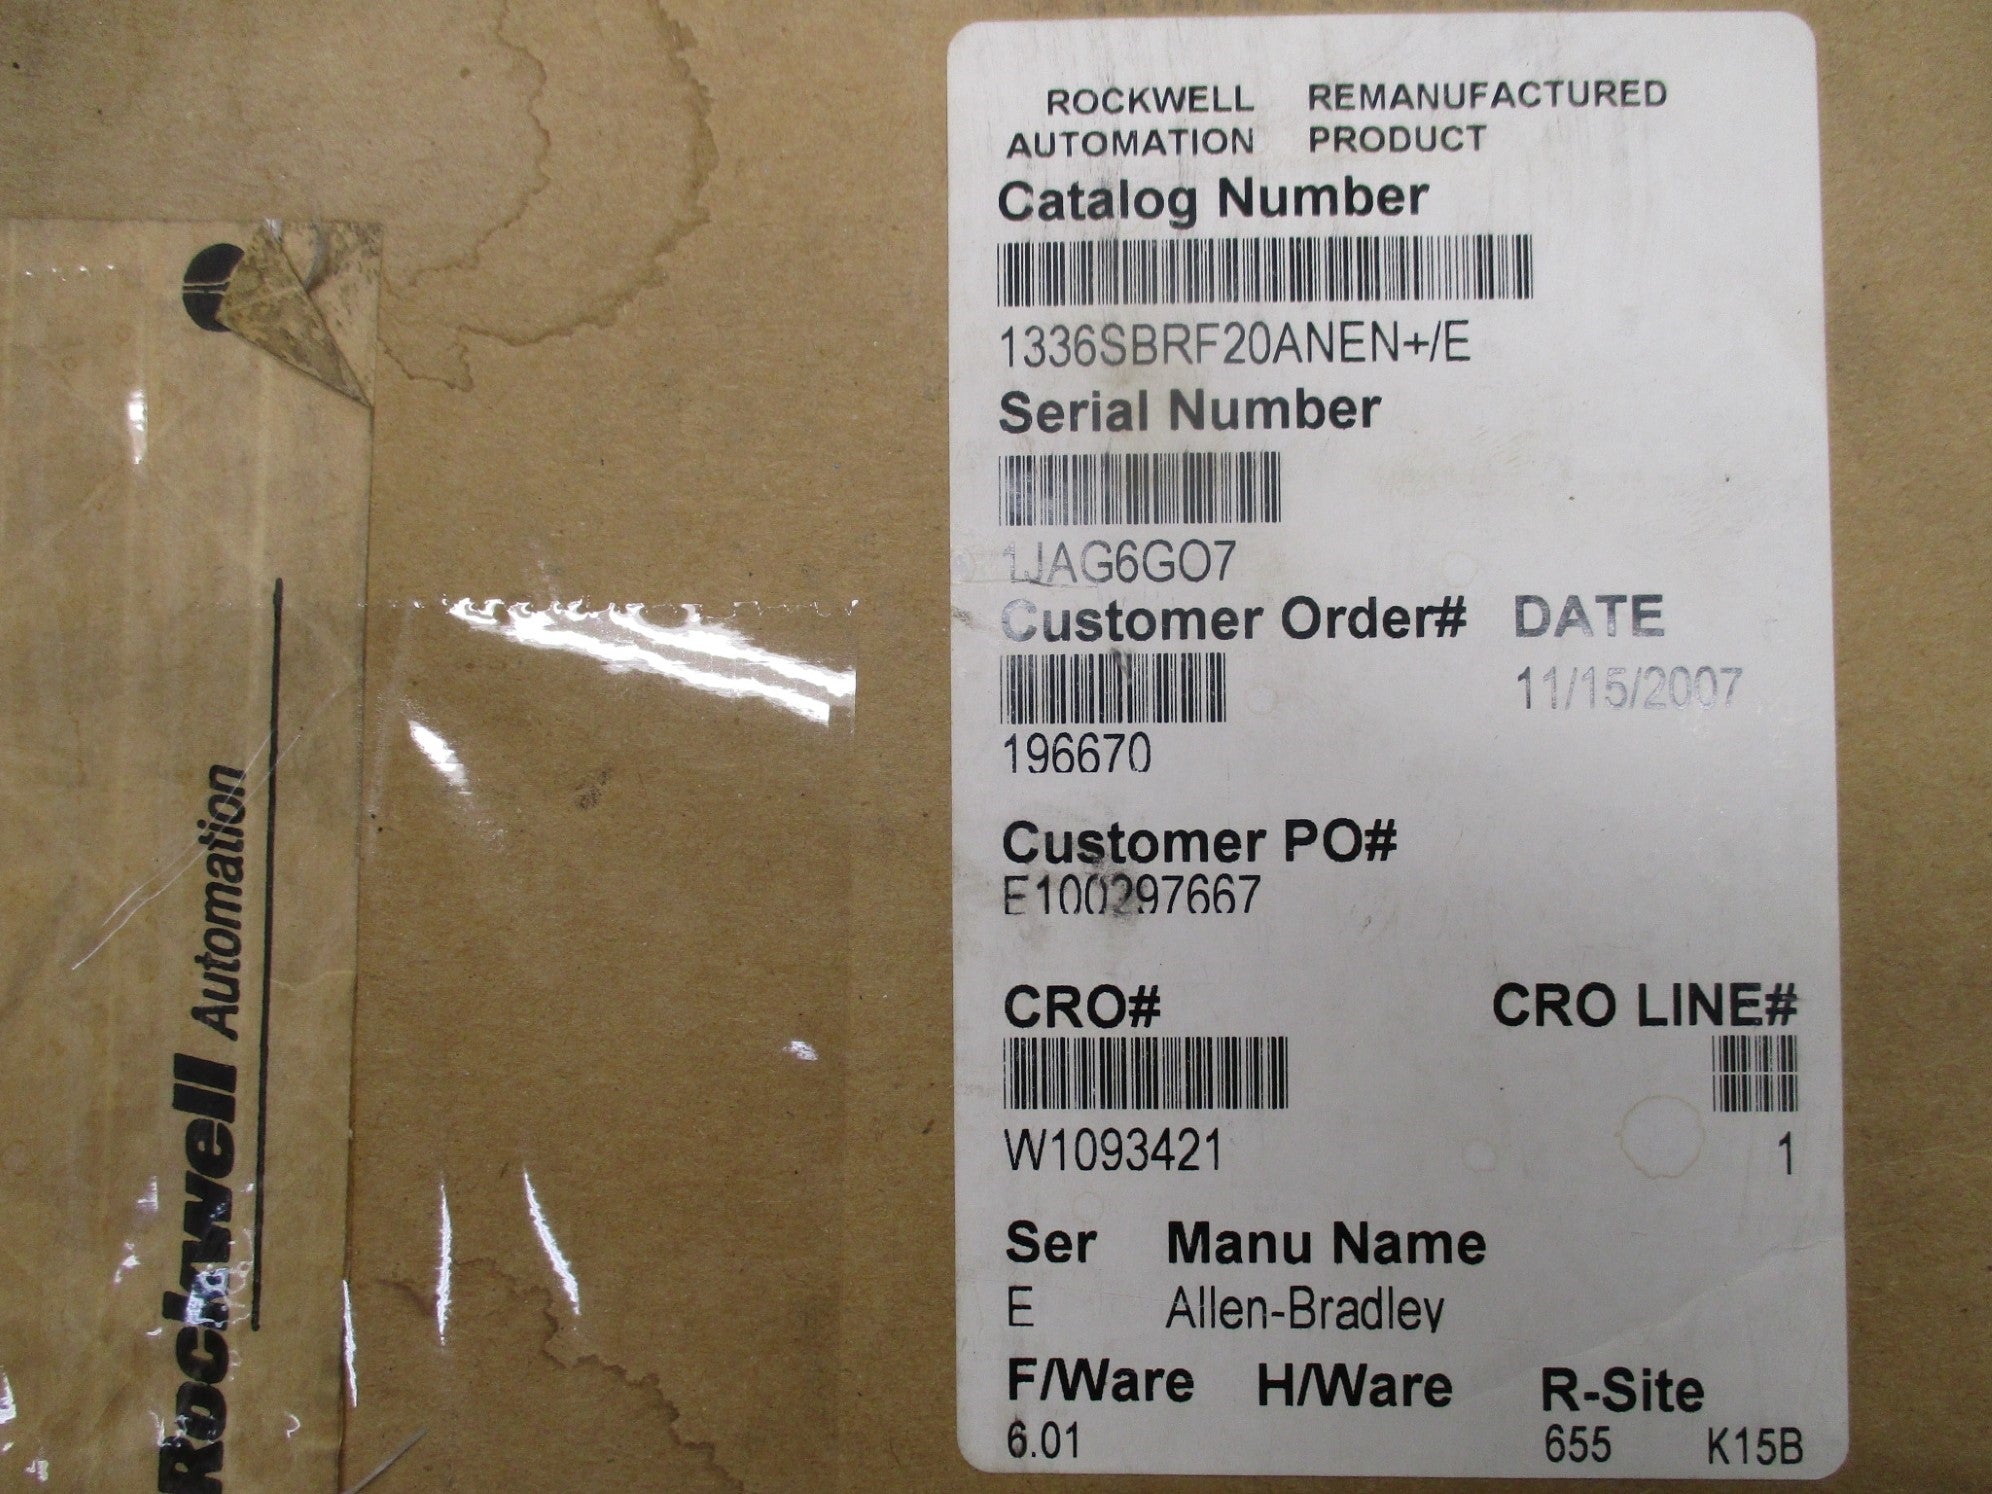 ROCKWELL REMANUFACTURED
AUTOMATION PRODUCT
Catalog Number
1336SBRF20ANEN+/E
Serial Number
1JAG6GO7
Customer Order# DATE
11/15/2007
196670
Customer PO#
E100297667
CRO# CRO LINE#
W1093421 1
Ser Manu Name
E Allen-Bradley
F/Ware H/Ware R-Site
6.01 655 K15B
Rockwell Automation